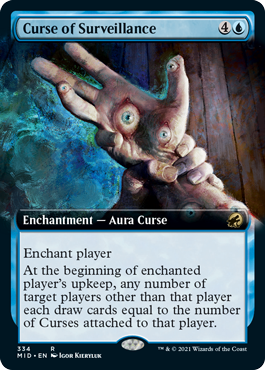 Curse of Surveillance 4
Enchantment — Aura Curse
Enchant player
At the beginning of enchanted
player's upkeep, any number of
target players other than that player
each draw cards equal to the number
of Curses attached to that player.
334 R
MID • EN Igor Kieryluk
™ & © 2021 Wizards of the Coast